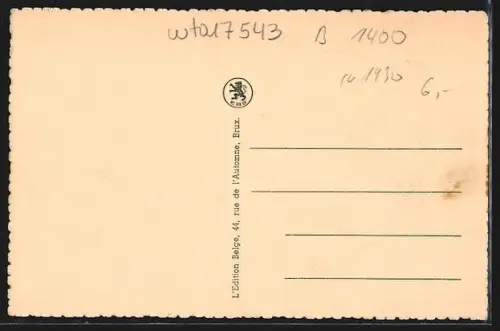 wta17543 B 1400
ca 1930
6,-
L'Edition Belge, 44, rue de l'Automne, Brux.